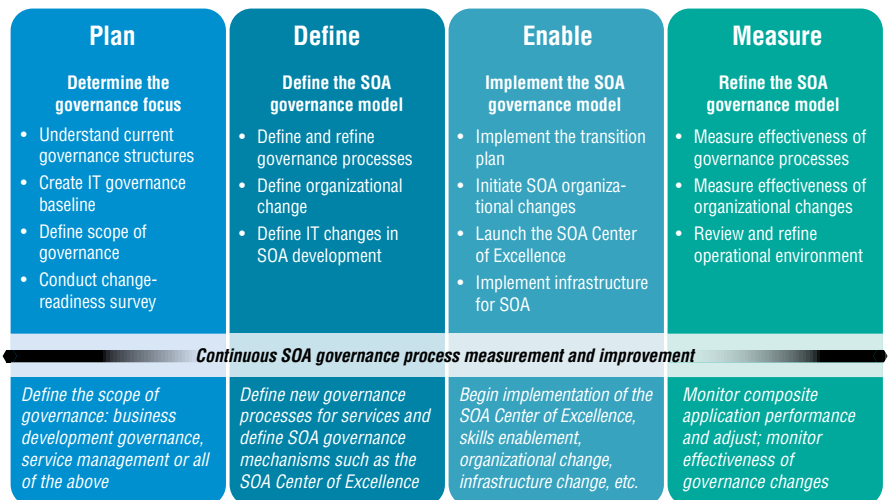 Plan
Determine the
governance focus
• Understand current
governance structures
• Create IT governance
baseline
• Define scope of
governance
• Conduct change-
readiness survey
Define
Define the SOA
governance model
• Define and refine
governance processes
• Define organizational
change
• Define IT changes in
SOA development
Enable
Implement the SOA
governance model
• Implement the transition
plan
• Initiate SOA organiza-
tional changes
• Launch the SOA Center
of Excellence
• Implement infrastructure
for SOA
Measure
Refine the SOA
governance model
• Measure effectiveness of
governance processes
• Measure effectiveness of
organizational changes
• Review and refine
operational environment
Continuous SOA governance process measurement and improvement
Define the scope of
governance: business
development governance,
service management or all
of the above
Define new governance
processes for services and
define SOA governance
mechanisms such as the
SOA Center of Excellence
Begin implementation of the
SOA Center of Excellence,
skills enablement,
organizational change,
infrastructure change, etc.
Monitor composite
application performance
and adjust; monitor
effectiveness of
governance changes